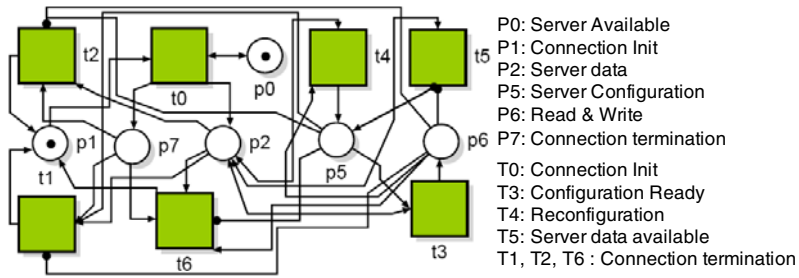 t2
t0
p0
t4
t5
p1
p7
p2
p5
p6
t1
t6
t3
P0: Server Available
P1: Connection Init
P2: Server data
P5: Server Configuration
P6: Read & Write
P7: Connection termination
T0: Connection Init
T3: Configuration Ready
T4: Reconfiguration
T5: Server data available
T1, T2, T6 : Connection termination